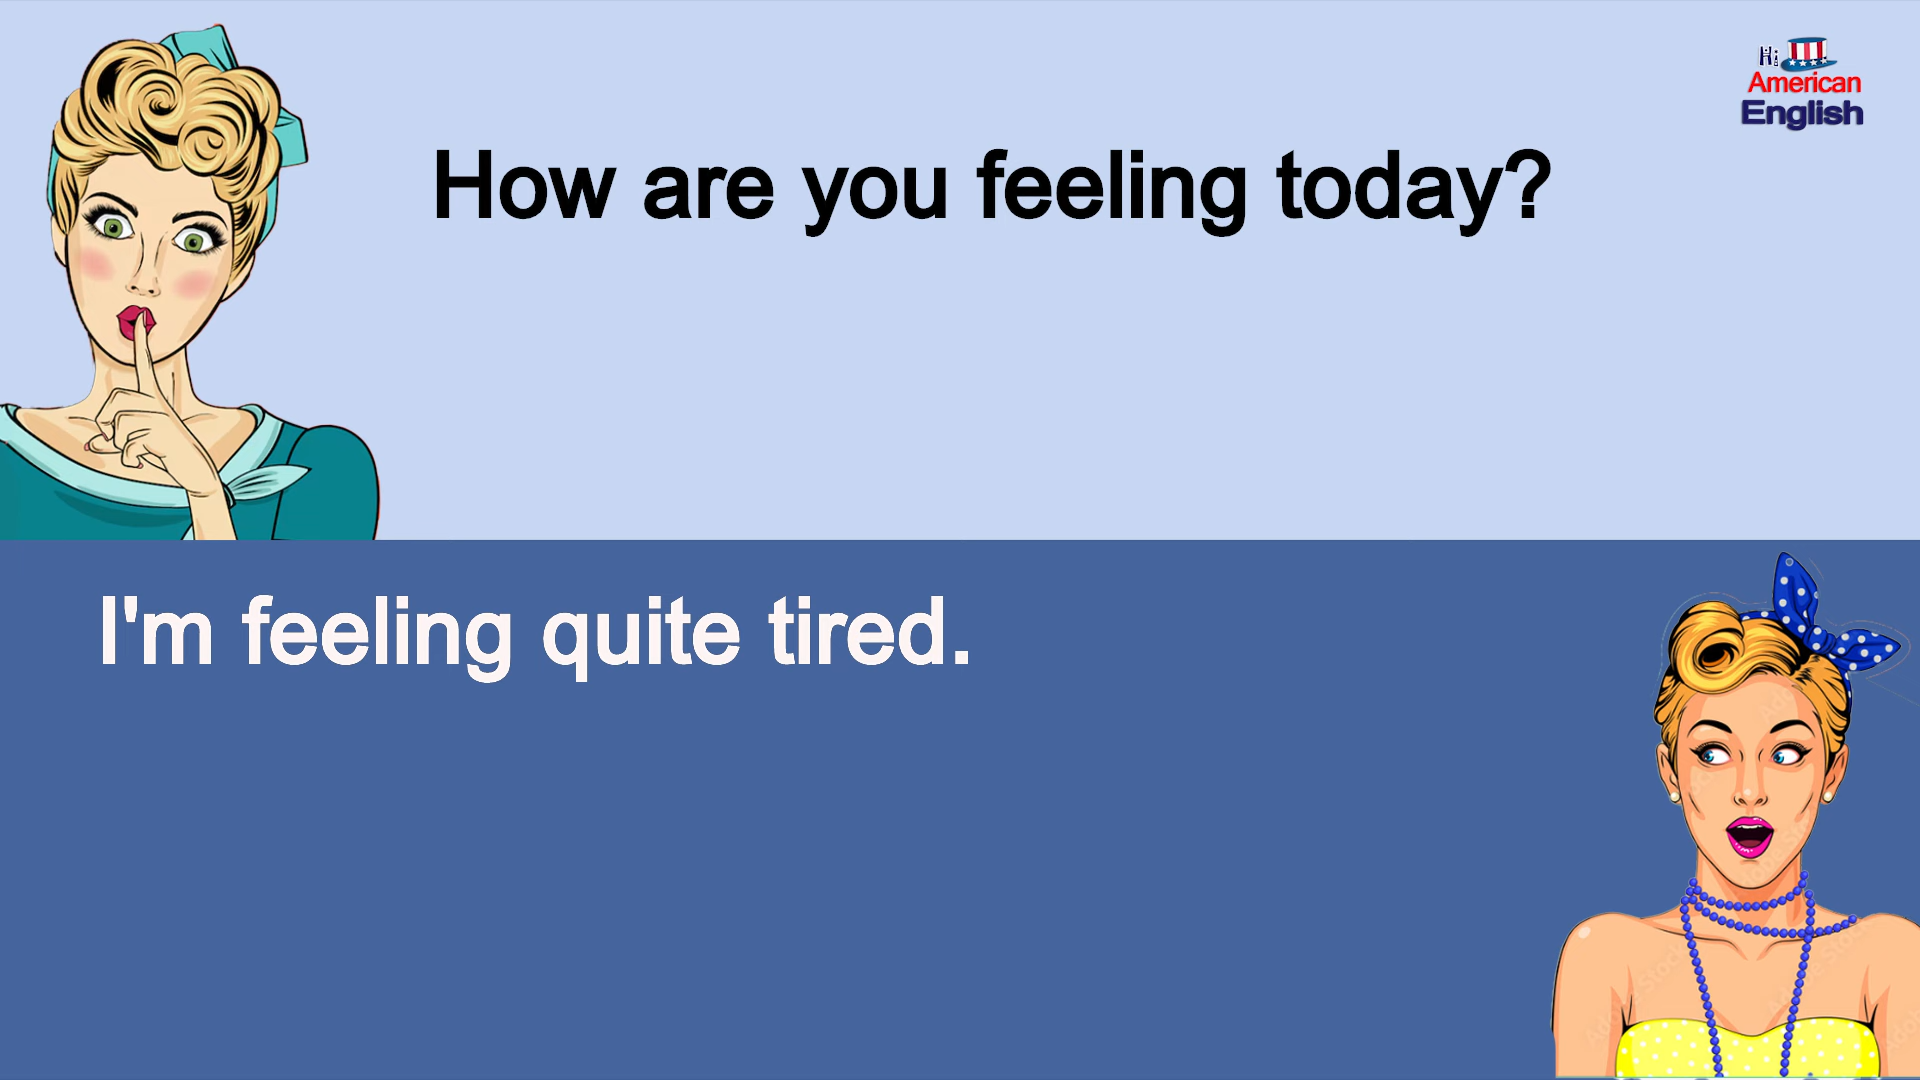 Hi
American
English
How are you feeling today?
I'm feeling quite tired.